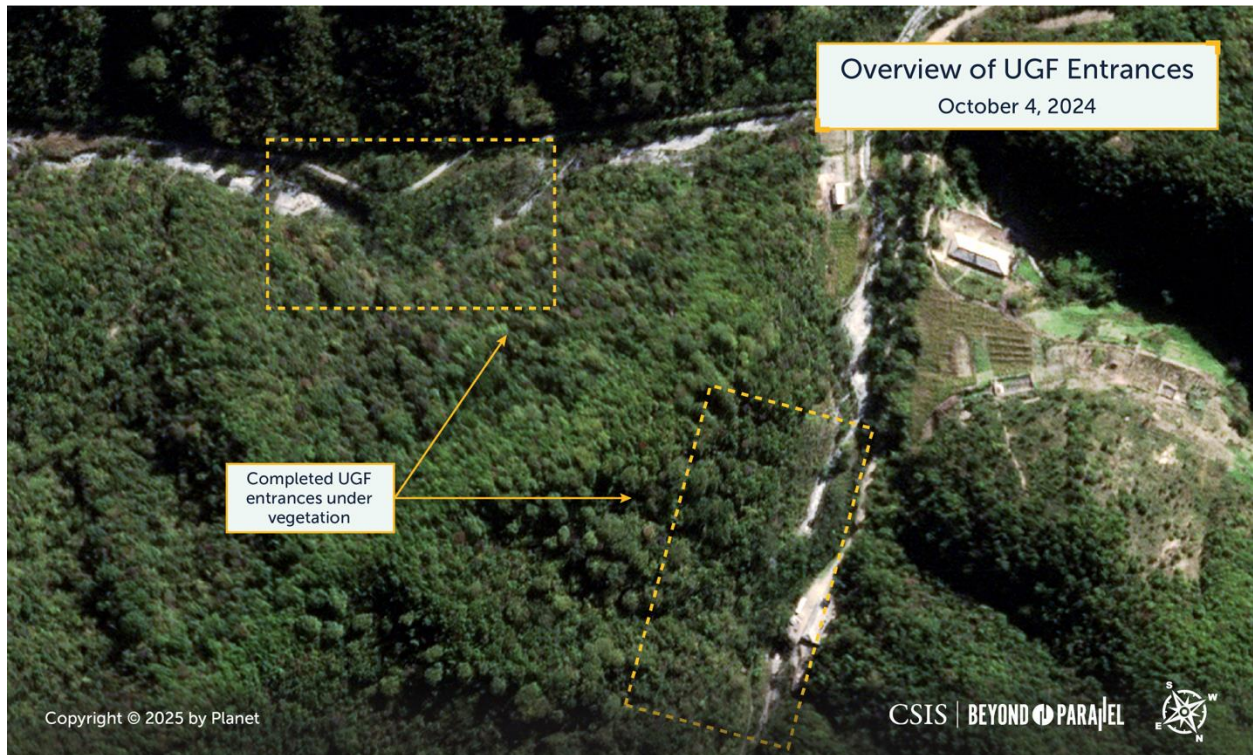 Overview of UGF Entrances
October 4, 2024
Completed UGF
entrances under
vegetation
Copyright © 2025 by Planet
CSIS | BEYOND PARALLEL
S
W
E
N